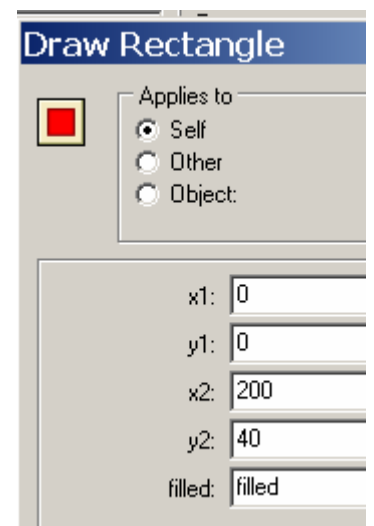 Draw Rectangle
Applies to
Self
Other
Object:
x1: 0
y1: 0
x2: 200
y2: 40
filled: filled